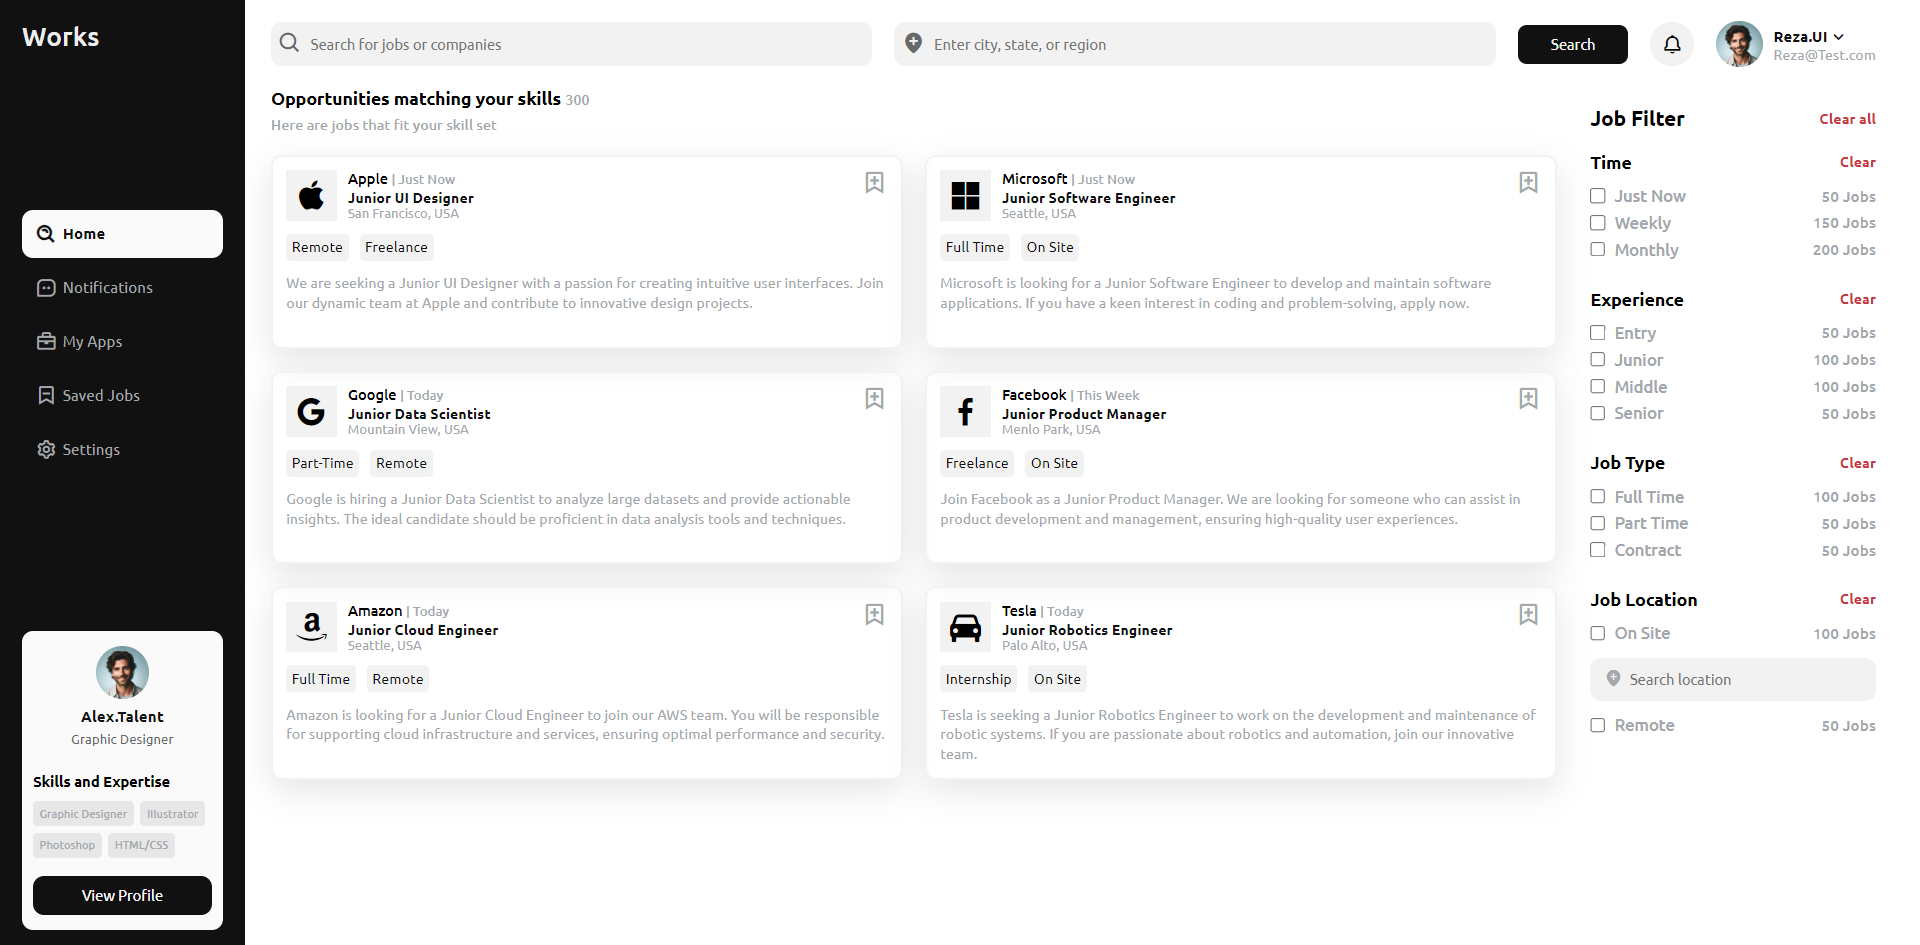 Works
Home
Notifications
My Apps
Saved Jobs
Settings
Alex.Talent
Graphic Designer
Skills and Expertise
Graphic Designer
Illustrator
Photoshop
HTML/CSS
View Profile
Search for jobs or companies
Enter city, state, or region
Search
Reza.UI
Reza@Test.com
Opportunities matching your skills 300
Here are jobs that fit your skill set
Apple | Just Now
Junior UI Designer
San Francisco, USA
Remote
Freelance
We are seeking a Junior UI Designer with a passion for creating intuitive user interfaces. Join
our dynamic team at Apple and contribute to innovative design projects.
Microsoft | Just Now
Junior Software Engineer
Seattle, USA
Full Time
On Site
Microsoft is looking for a Junior Software Engineer to develop and maintain software
applications. If you have a keen interest in coding and problem-solving, apply now.
Google | Today
Junior Data Scientist
Mountain View, USA
Part-Time
Remote
Google is hiring a Junior Data Scientist to analyze large datasets and provide actionable
insights. The ideal candidate should be proficient in data analysis tools and techniques.
Facebook | This Week
Junior Product Manager
Menlo Park, USA
Freelance
On Site
Join Facebook as a Junior Product Manager. We are looking for someone who can assist in
product development and management, ensuring high-quality user experiences.
Amazon | Today
Junior Cloud Engineer
Seattle, USA
Full Time
Remote
Amazon is looking for a Junior Cloud Engineer to join our AWS team. You will be responsible
for supporting cloud infrastructure and services, ensuring optimal performance and security.
Tesla | Today
Junior Robotics Engineer
Palo Alto, USA
Internship
On Site
Tesla is seeking a Junior Robotics Engineer to work on the development and maintenance of
robotic systems. If you are passionate about robotics and automation, join our innovative
team.
Job Filter
Clear all
Time
Clear
Just Now
50 Jobs
Weekly
150 Jobs
Monthly
200 Jobs
Experience
Clear
Entry
50 Jobs
Junior
100 Jobs
Middle
100 Jobs
Senior
50 Jobs
Job Type
Clear
Full Time
100 Jobs
Part Time
50 Jobs
Contract
50 Jobs
Job Location
Clear
On Site
100 Jobs
Search location
Remote
50 Jobs